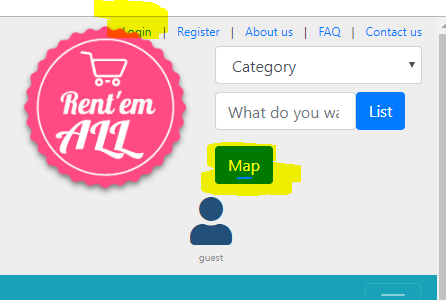 Login | Register | About us | FAQ | Contact us
Rent'em
ALL
Category
What do you wa
List
Map
guest